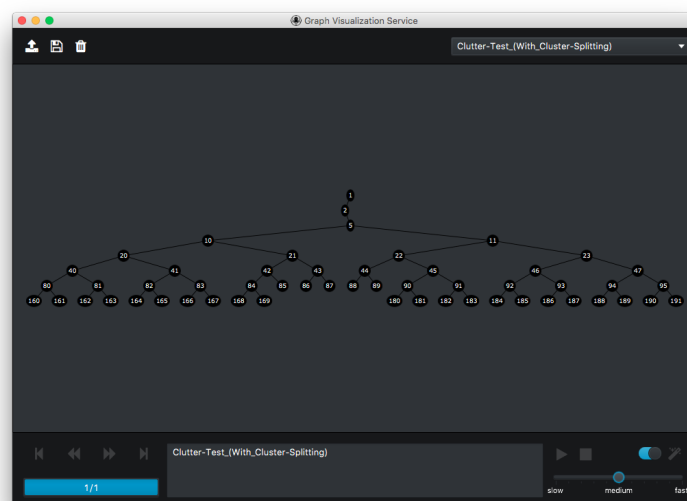 Graph Visualization Service
Clutter-Test_(With_Cluster-Splitting)
1
2
5
10 11
20 21 22 23
40 41 42 43 44 45 46 47
80 81 82 83 84 85 86 87 88 89 90 91 92 93 94 95
160 161 162 163 164 165 166 167 168 169 180 181 182 183 184 185 186 187 188 189 190 191
Clutter-Test_(With_Cluster-Splitting)
1/1
slow medium fast